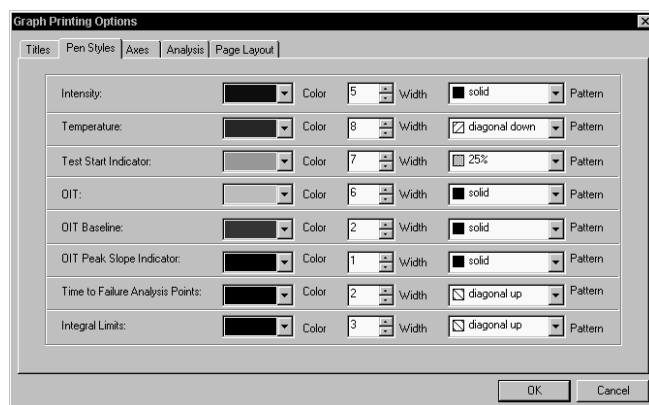 Graph Printing Options
Titles Pen Styles Axes Analysis Page Layout
Intensity: Color 5 Width solid Pattern
Temperature: Color 8 Width diagonal down Pattern
Test Start Indicator: Color 7 Width 25% Pattern
OIT: Color 6 Width solid Pattern
OIT Baseline: Color 2 Width solid Pattern
OIT Peak Slope Indicator: Color 1 Width solid Pattern
Time to Failure Analysis Points: Color 2 Width diagonal up Pattern
Integral Limits: Color 3 Width diagonal up Pattern
OK Cancel